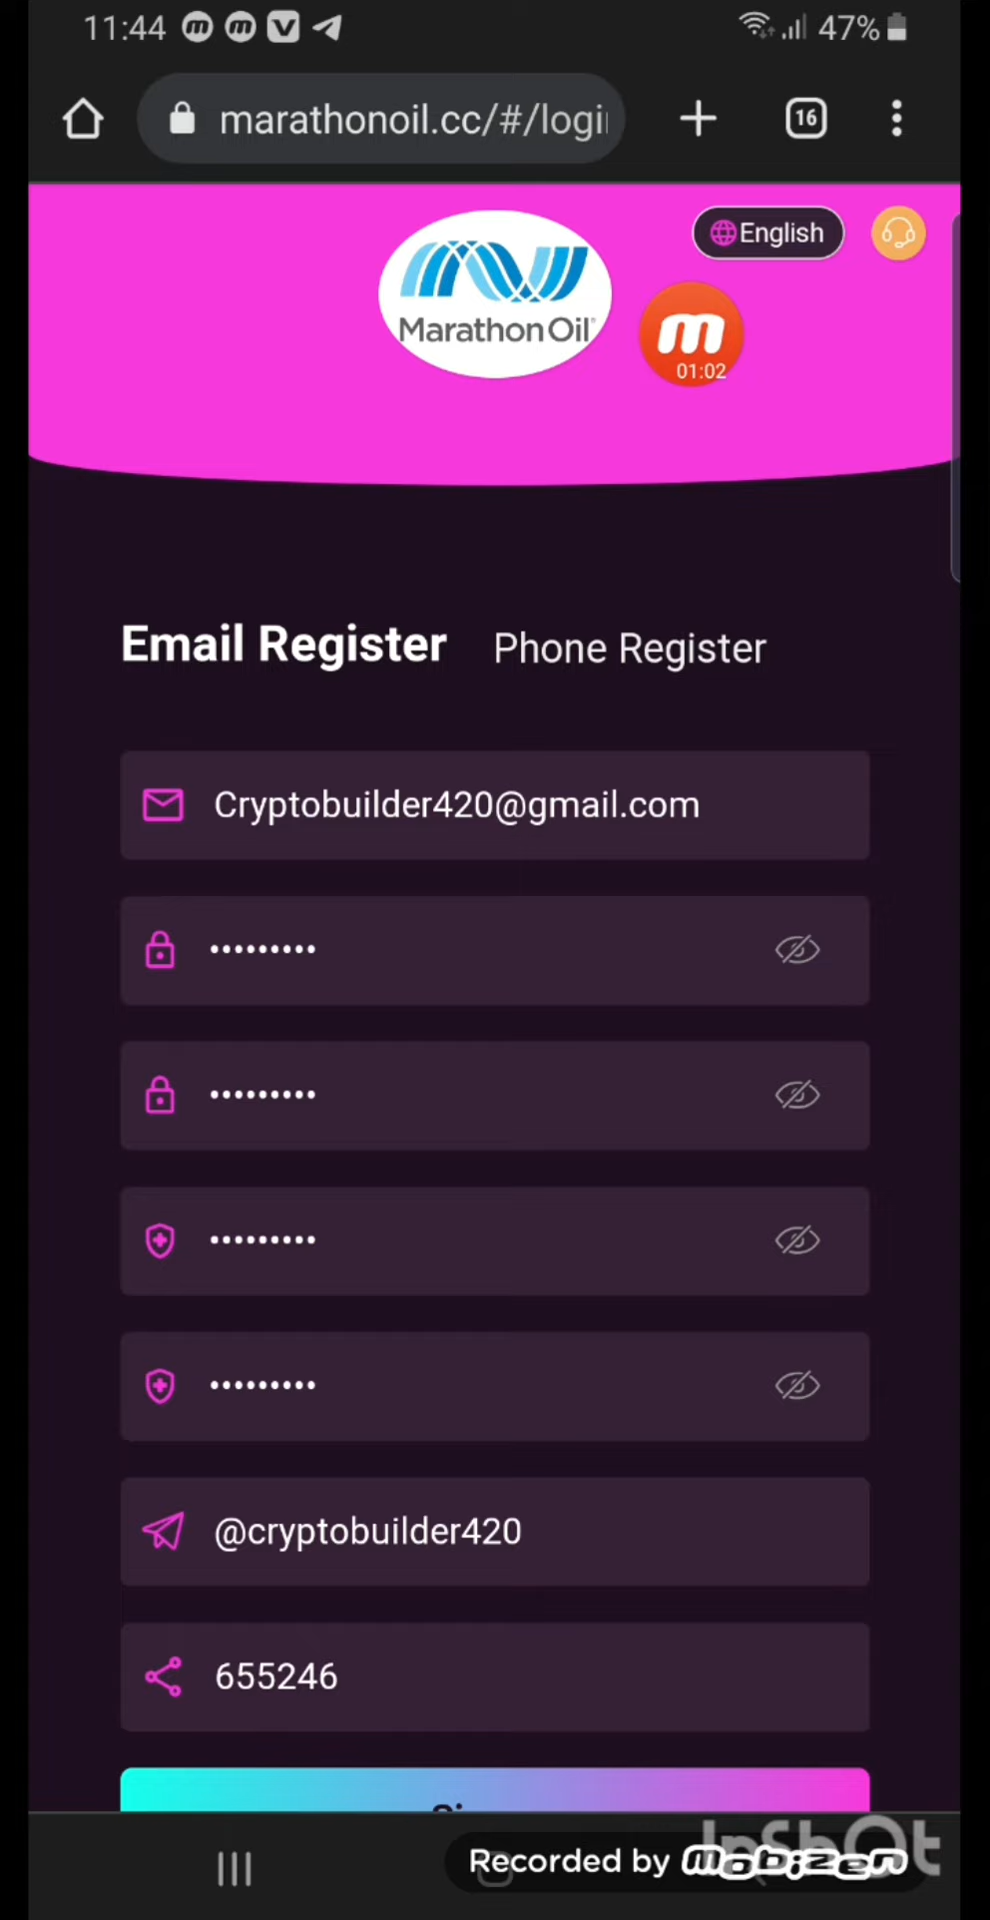 11:44
47%
marathonoil.cc/#/logi
16
English
Marathon Oil
m
01:02
Email Register
Phone Register
Cryptobuilder420@gmail.com
•••••••••
•••••••••
•••••••••
•••••••••
@cryptobuilder420
655246
InShOt
Recorded by mobizen